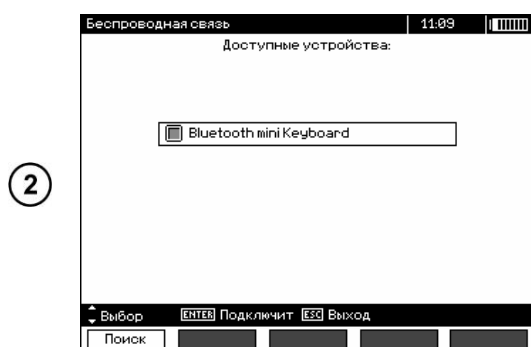 Беспроводная связь 11:09
Доступные устройства:
Bluetooth mini Keyboard
2
Выбор ENTER Подключит ESC Выход
Поиск